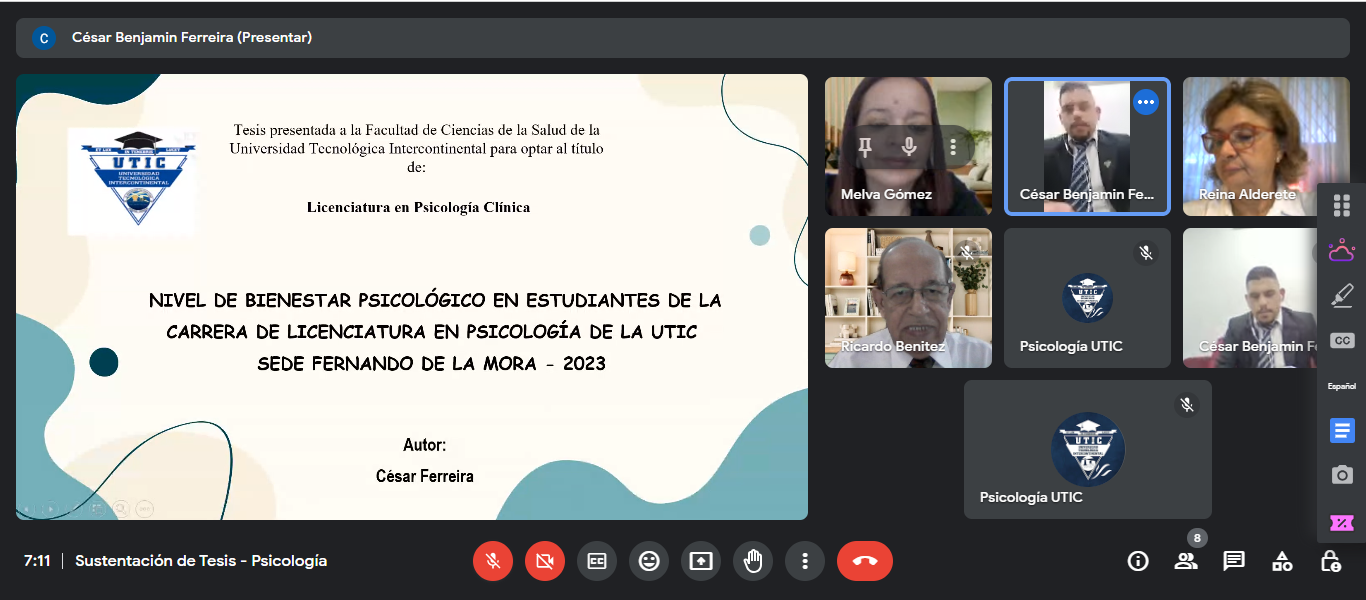 C
César Benjamin Ferreira (Presentar)
UTIC
UNIVERSIDAD
TECNOLÓGICA
INTERCONTINENTAL
Tesis presentada a la Facultad de Ciencias de la Salud de la
Universidad Tecnológica Intercontinental para optar al título
de:
Licenciatura en Psicología Clínica
NIVEL DE BIENESTAR PSICOLÓGICO EN ESTUDIANTES DE LA
CARRERA DE LICENCIATURA EN PSICOLOGÍA DE LA UTIC
SEDE FERNANDO DE LA MORA - 2023
Autor:
César Ferreira
Melva Gómez
César Benjamin Fe...
Reina Alderete
Ricardo Benitez
UTIC
Psicología UTIC
César Benjamin F
UTIC
Psicología UTIC
CC
Español
7:11
Sustentación de Tesis - Psicología
8